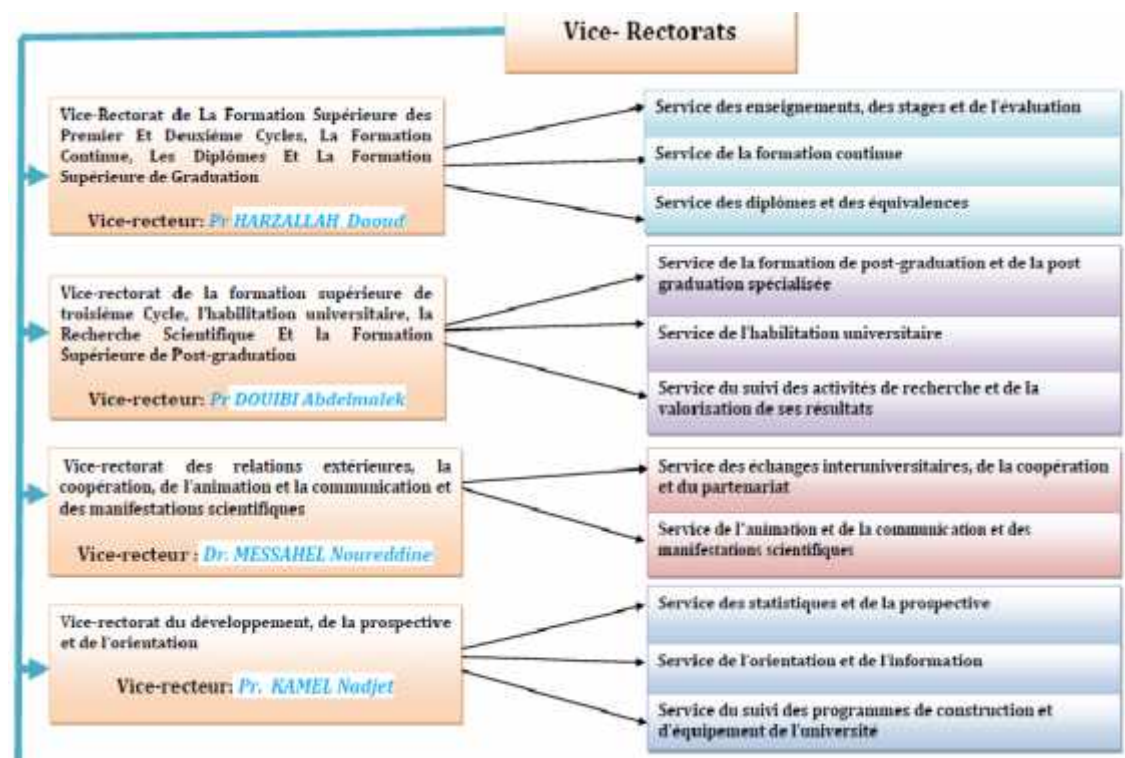 Vice- Rectorats
Vice-Rectorat de La Formation Supérieure des
Premier Et Deuxième Cycles, La Formation
Continue, Les Diplômes Et La Formation
Supérieure de Graduation
Vice-recteur: Pr HARZALLAH Daoud
Service des enseignements, des stages et de l'évaluation
Service de la formation continue
Service des diplômes et des équivalences
Vice-rectorat de la formation supérieure de
troisième Cycle, l'habilitation universitaire, la
Recherche Scientifique Et la Formation
Supérieure de Post-graduation
Vice-recteur: Pr DOUIBI Abdelmalek
Service de la formation de post-graduation et de la post
graduation spécialisée
Service de l'habilitation universitaire
Service du suivi des activités de recherche et de la
valorisation de ses résultats
Vice-rectorat des relations extérieures, la
coopération, de l'animation et la communication et
des manifestations scientifiques
Vice-recteur : Dr. MESSAHEL Noureddine
Service des échanges interuniversitaires, de la coopération
et du partenariat
Service de l'animation et de la communication et des
manifestations scientifiques
Vice-rectorat du développement, de la prospective
et de l'orientation
Vice-recteur: Pr. KAMEL Nadjet
Service des statistiques et de la prospective
Service de l'orientation et de l'information
Service du suivi des programmes de construction et
d'équipement de l'université